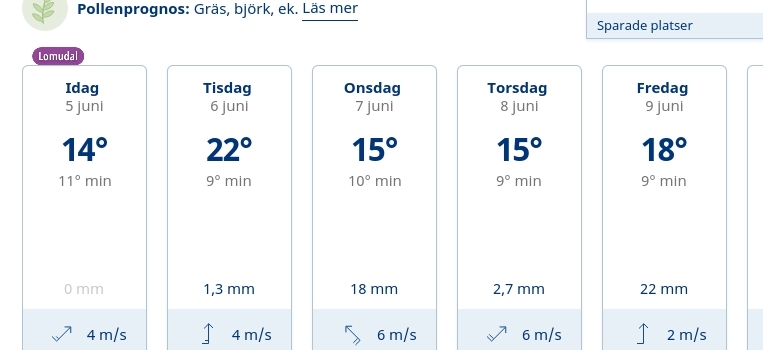 Pollenprognos: Gräs, björk, ek. Läs mer
Sparade platser
Lomudal
Idag
5 juni
14°
11° min
0 mm
4 m/s
Tisdag
6 juni
22°
9° min
1,3 mm
4 m/s
Onsdag
7 juni
15°
10° min
18 mm
6 m/s
Torsdag
8 juni
15°
9° min
2,7 mm
6 m/s
Fredag
9 juni
18°
9° min
22 mm
2 m/s